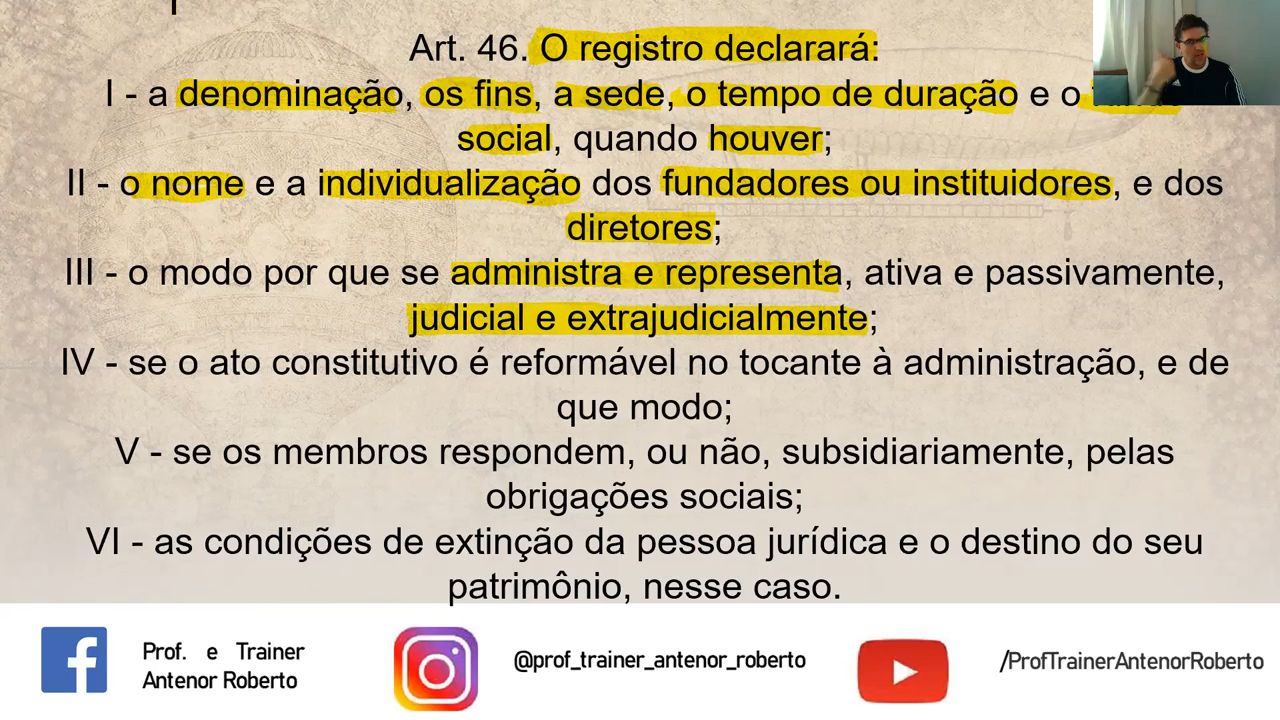 Art. 46. O registro declarará:
I - a denominação, os fins, a sede, o tempo de duração e o
social, quando houver;
II - o nome e a individualização dos fundadores ou instituidores, e dos
diretores;
III - o modo por que se administra e representa, ativa e passivamente,
judicial e extrajudicialmente;
IV - se o ato constitutivo é reformável no tocante à administração, e de
que modo;
V - se os membros respondem, ou não, subsidiariamente, pelas
obrigações sociais;
VI - as condições de extinção da pessoa jurídica e o destino do seu
patrimônio, nesse caso.
Prof. e Trainer
Antenor Roberto
@prof_trainer_antenor_roberto
/ProfTrainerAntenorRoberto